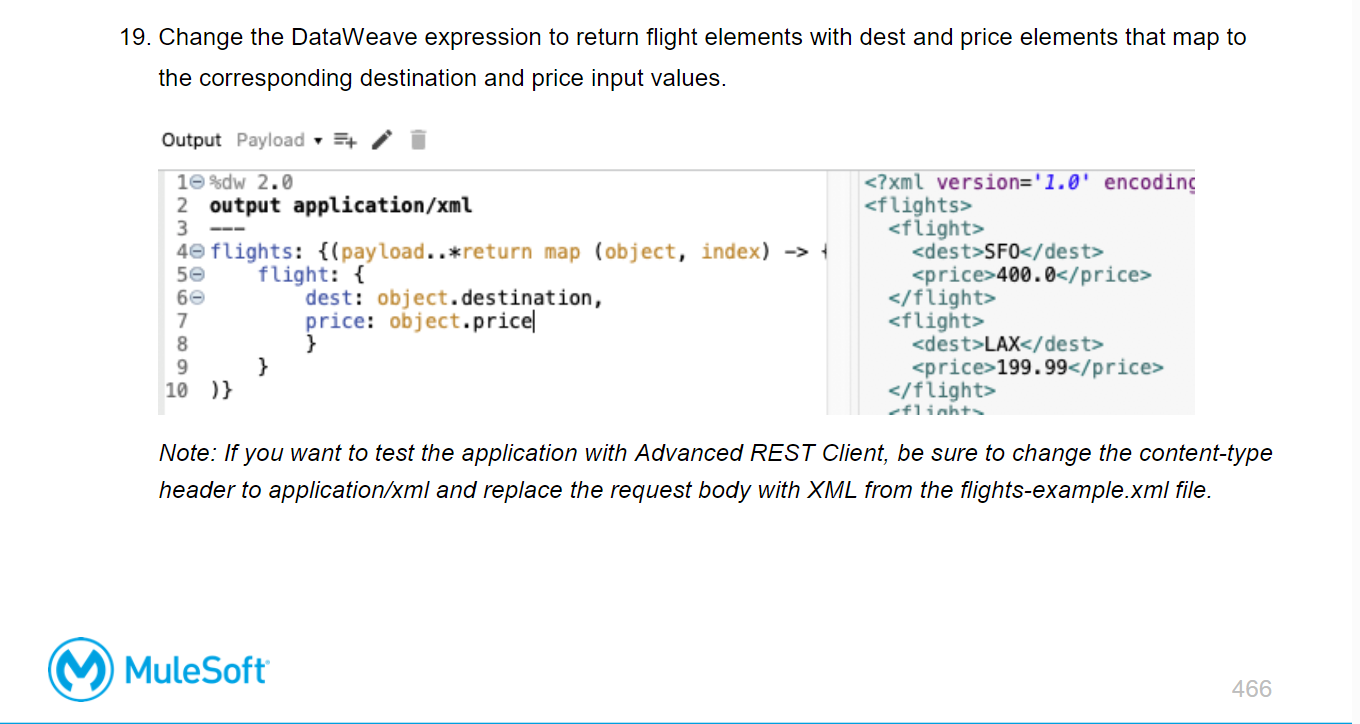 19. Change the DataWeave expression to return flight elements with dest and price elements that map to
the corresponding destination and price input values.
Output Payload
1 %dw 2.0
2 output application/xml
3 ---
4 flights: {(payload..*return map (object, index) -> {
5 flight: {
6 dest: object.destination,
7 price: object.price
8 }
9 }
10 )}
<?xml version='1.0' encoding
<flights>
<flight>
<dest>SFO</dest>
<price>400.0</price>
</flight>
<flight>
<dest>LAX</dest>
<price>199.99</price>
</flight>
<flight>
Note: If you want to test the application with Advanced REST Client, be sure to change the content-type
header to application/xml and replace the request body with XML from the flights-example.xml file.
MuleSoft
466